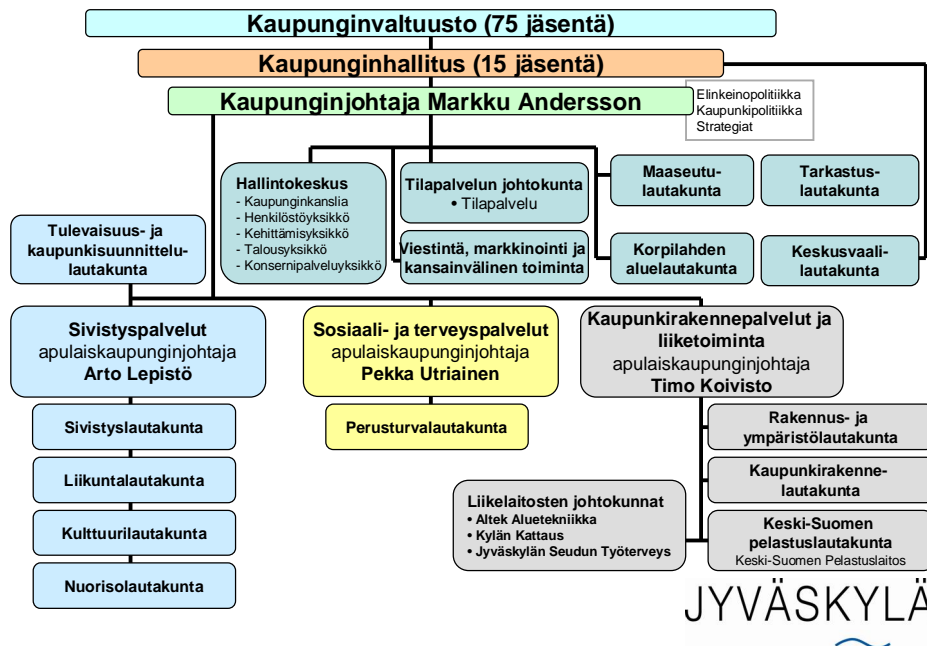 Kaupunginvaltuusto (75 jäsentä)
Kaupunginhallitus (15 jäsentä)
Kaupunginjohtaja Markku Andersson
Elinkeinopolitiikka
Kaupunkipolitiikka
Strategiat
Hallintokeskus
- Kaupunginkanslia
- Henkilöstöyksikkö
- Kehittämisyksikkö
- Talousyksikkö
- Konsernipalveluyksikkö
Tilapalvelun johtokunta
• Tilapalvelu
Viestintä, markkinointi ja
kansainvälinen toiminta
Maaseutu-
lautakunta
Tarkastus-
lautakunta
Korpilahden
aluelautakunta
Keskusvaali-
lautakunta
Tulevaisuus- ja
kaupunkisuunnittelu-
lautakunta
Sivistyspalvelut
apulaiskaupunginjohtaja
Arto Lepistö
Sivistyslautakunta
Liikuntalautakunta
Kulttuurilautakunta
Nuorisolautakunta
Sosiaali- ja terveyspalvelut
apulaiskaupunginjohtaja
Pekka Utriainen
Perusturvalautakunta
Kaupunkirakennepalvelut ja
liiketoiminta
apulaiskaupunginjohtaja
Timo Koivisto
Rakennus- ja
ympäristölautakunta
Kaupunkirakenne-
lautakunta
Liikelaitosten johtokunnat
• Altek Aluetekniikka
• Kylän Kattaus
• Jyväskylän Seudun Työterveys
Keski-Suomen
pelastuslautakunta
Keski-Suomen Pelastuslaitos
JYVÄSKYLÄ